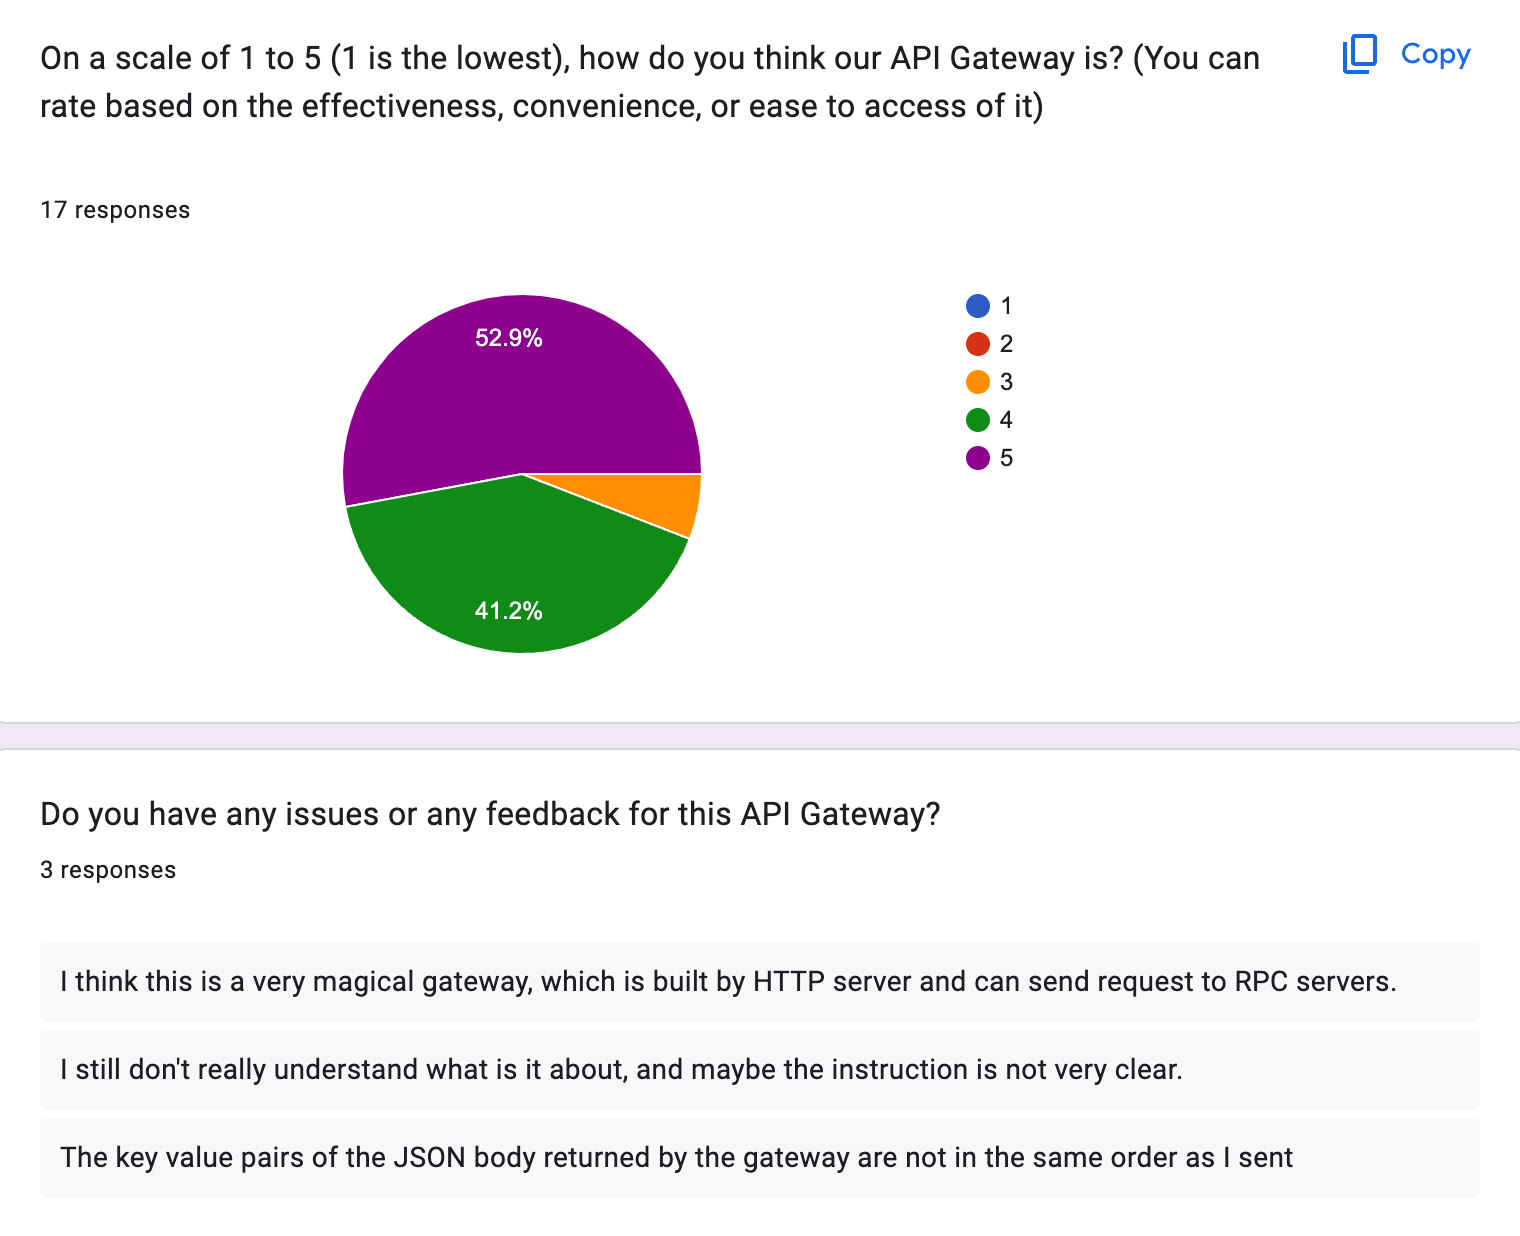 On a scale of 1 to 5 (1 is the lowest), how do you think our API Gateway is? (You can
rate based on the effectiveness, convenience, or ease to access of it)
Copy
17 responses
52.9%
41.2%
1
2
3
4
5
Do you have any issues or any feedback for this API Gateway?
3 responses
I think this is a very magical gateway, which is built by HTTP server and can send request to RPC servers.
I still don't really understand what is it about, and maybe the instruction is not very clear.
The key value pairs of the JSON body returned by the gateway are not in the same order as I sent